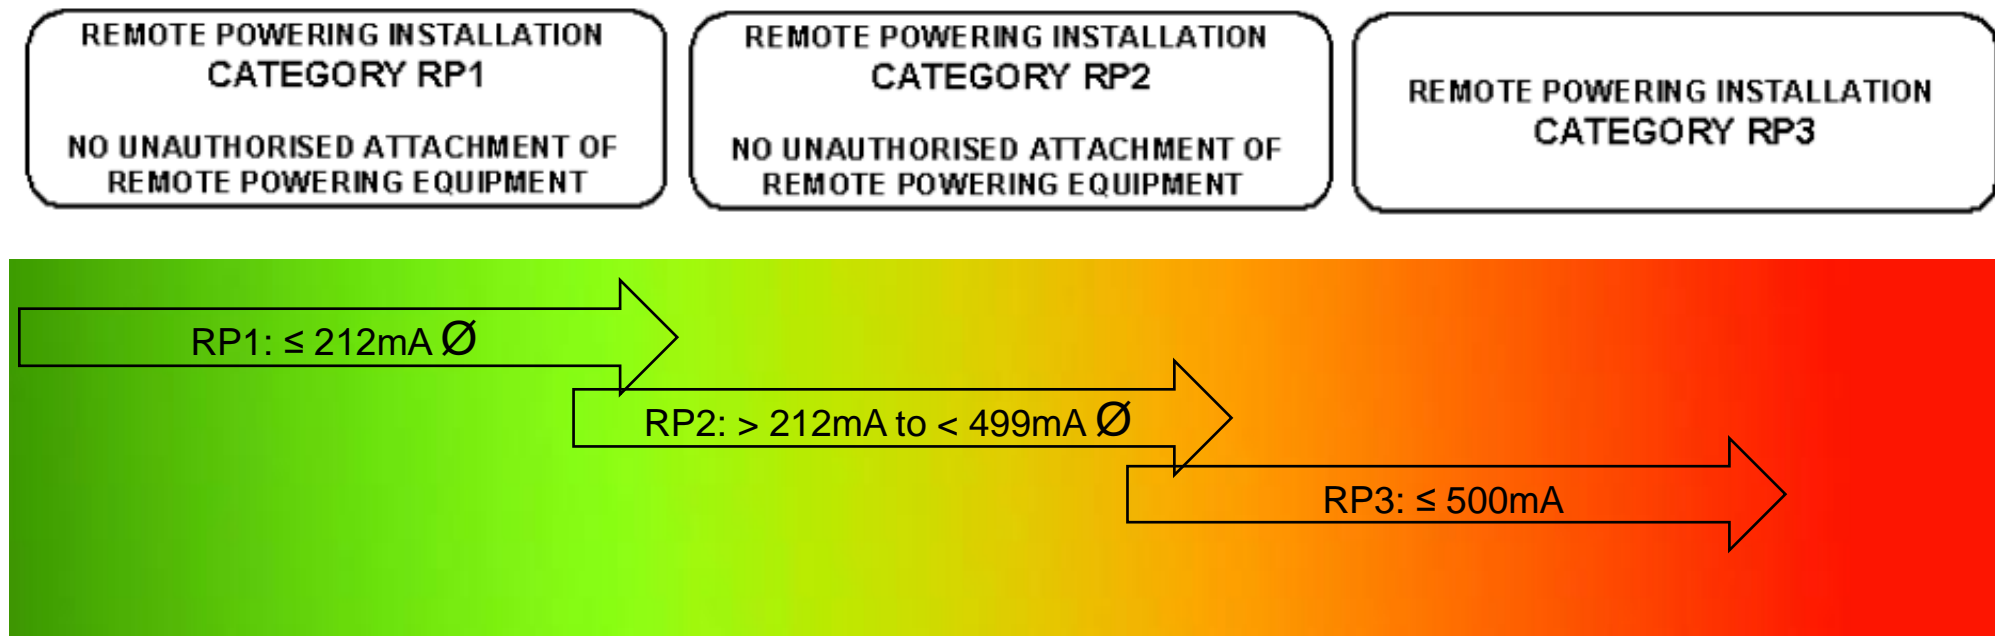 REMOTE POWERING INSTALLATION
CATEGORY RP1
NO UNAUTHORISED ATTACHMENT OF
REMOTE POWERING EQUIPMENT
REMOTE POWERING INSTALLATION
CATEGORY RP2
NO UNAUTHORISED ATTACHMENT OF
REMOTE POWERING EQUIPMENT
REMOTE POWERING INSTALLATION
CATEGORY RP3
RP1: ≤ 212mA Ø
RP2: > 212mA to < 499mA Ø
RP3: ≤ 500mA